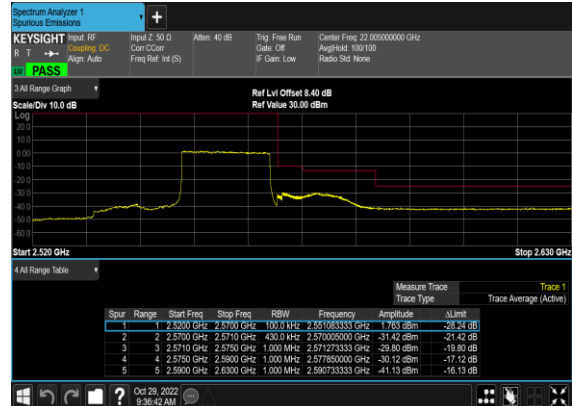 Spectrum Analyzer 1
Spurious Emissions
KEYSIGHT Input: RF Input Z: 50 Ω Atten: 40 dB Trig: Free Run Center Freq: 22.005000000 GHz
R T Coupling: DC Corr CCorr Gate: Off Avg|Hold: 100/100
Align: Auto Freq Ref: Int (S) IF Gain: Low Radio Std: None
PASS
3 All Range Graph
Ref Lvl Offset 8.40 dB
Scale/Div 10.0 dB Ref Value 30.00 dBm
Log
20.0
10.0
0.00
-10.0
-20.0
-30.0
-40.0
-50.0
-60.0
Start 2.520 GHz Stop 2.630 GHz
4 All Range Table
Measure Trace Trace 1
Trace Type Trace Average (Active)
Spur Range Start Freq Stop Freq RBW Frequency Amplitude ΔLimit
1 1 2.5200 GHz 2.5700 GHz 100.0 kHz 2.551083333 GHz 1.763 dBm -28.24 dB
2 2 2.5700 GHz 2.5710 GHz 430.0 kHz 2.570005000 GHz -31.42 dBm -21.42 dB
3 3 2.5710 GHz 2.5750 GHz 1.000 MHz 2.571273333 GHz -29.80 dBm -19.80 dB
4 4 2.5750 GHz 2.5900 GHz 1.000 MHz 2.577850000 GHz -30.12 dBm -17.12 dB
5 5 2.5900 GHz 2.6300 GHz 1.000 MHz 2.590733333 GHz -41.13 dBm -16.13 dB
? Oct 29, 2022
9:36:42 AM